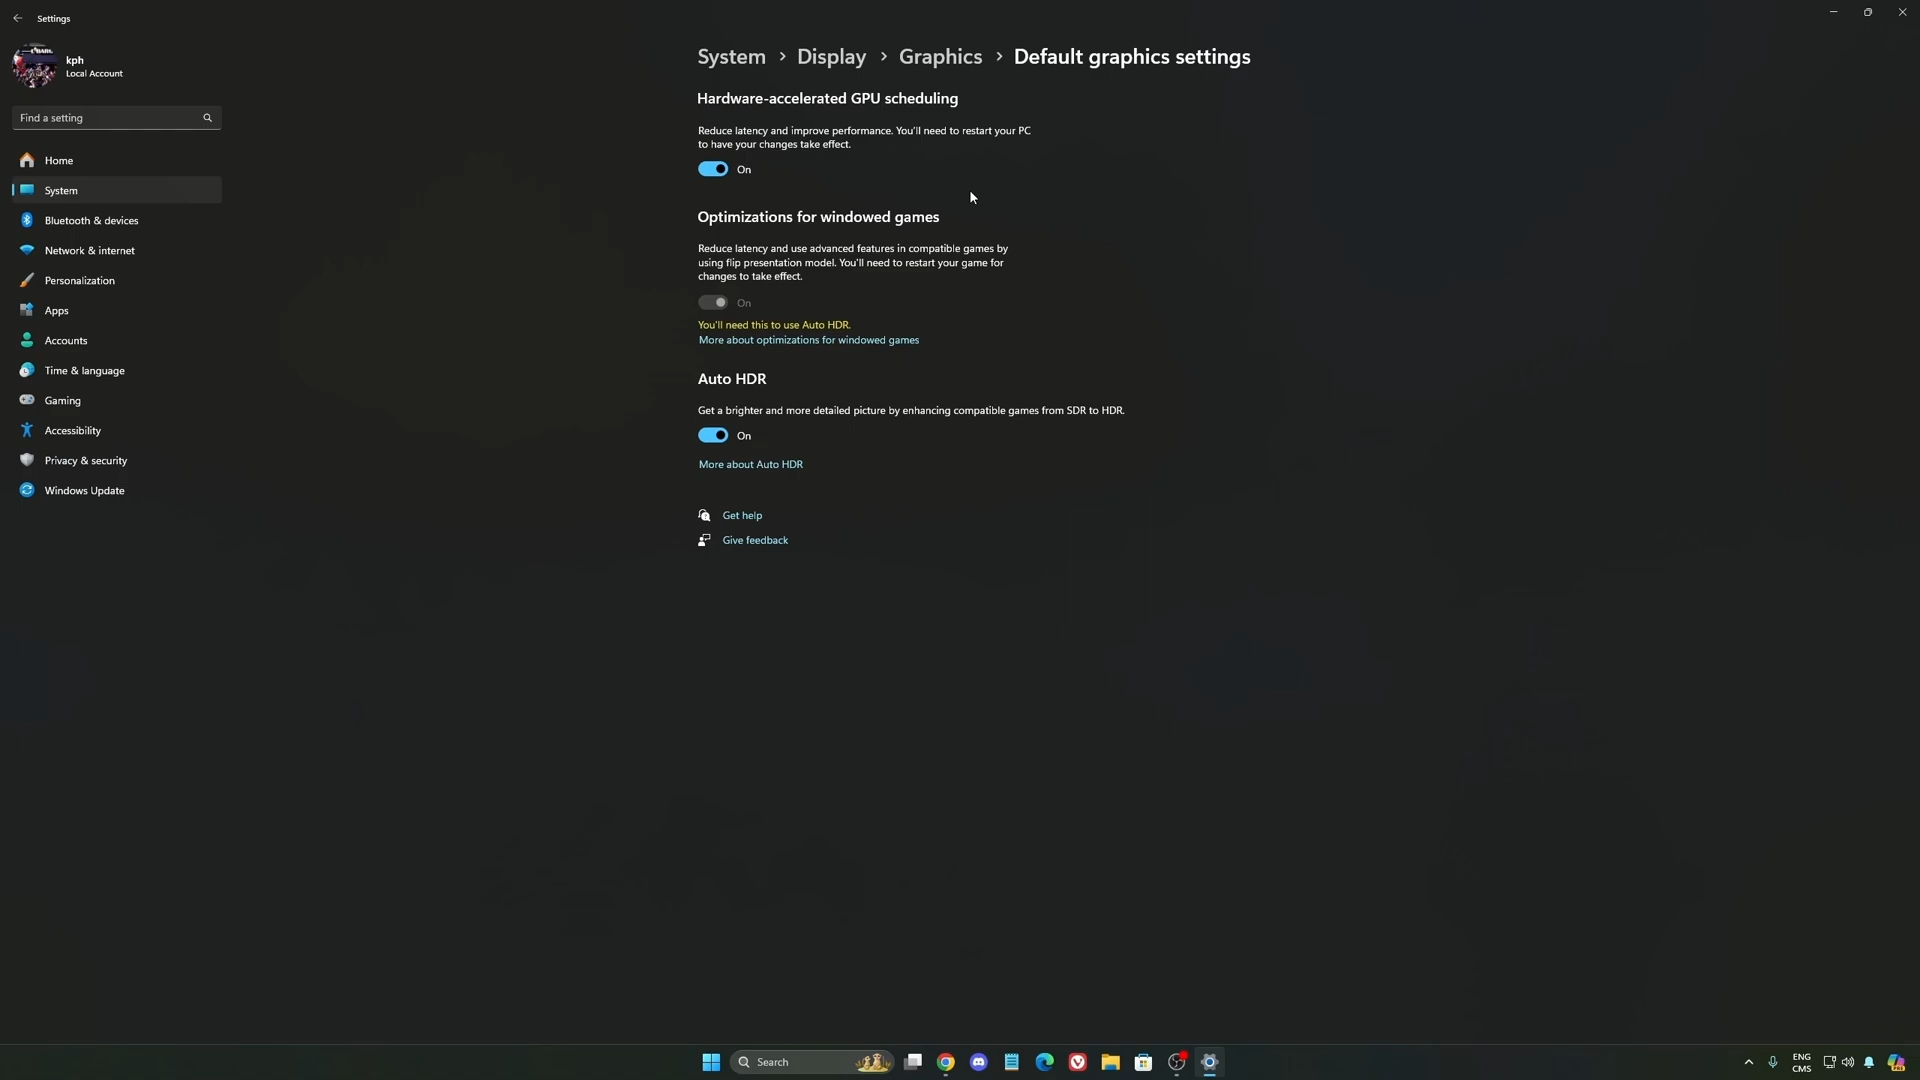 Settings
kph
Local Account
Find a setting
Home
System
Bluetooth & devices
Network & internet
Personalization
Apps
Accounts
Time & language
Gaming
Accessibility
Privacy & security
Windows Update
System > Display > Graphics > Default graphics settings
Hardware-accelerated GPU scheduling
Reduce latency and improve performance. You'll need to restart your PC
to have your changes take effect.
On
Optimizations for windowed games
Reduce latency and use advanced features in compatible games by
using flip presentation model. You'll need to restart your game for
changes to take effect.
On
You'll need this to use Auto HDR.
More about optimizations for windowed games
Auto HDR
Get a brighter and more detailed picture by enhancing compatible games from SDR to HDR.
On
More about Auto HDR
Get help
Give feedback
Search
ENG
CMS